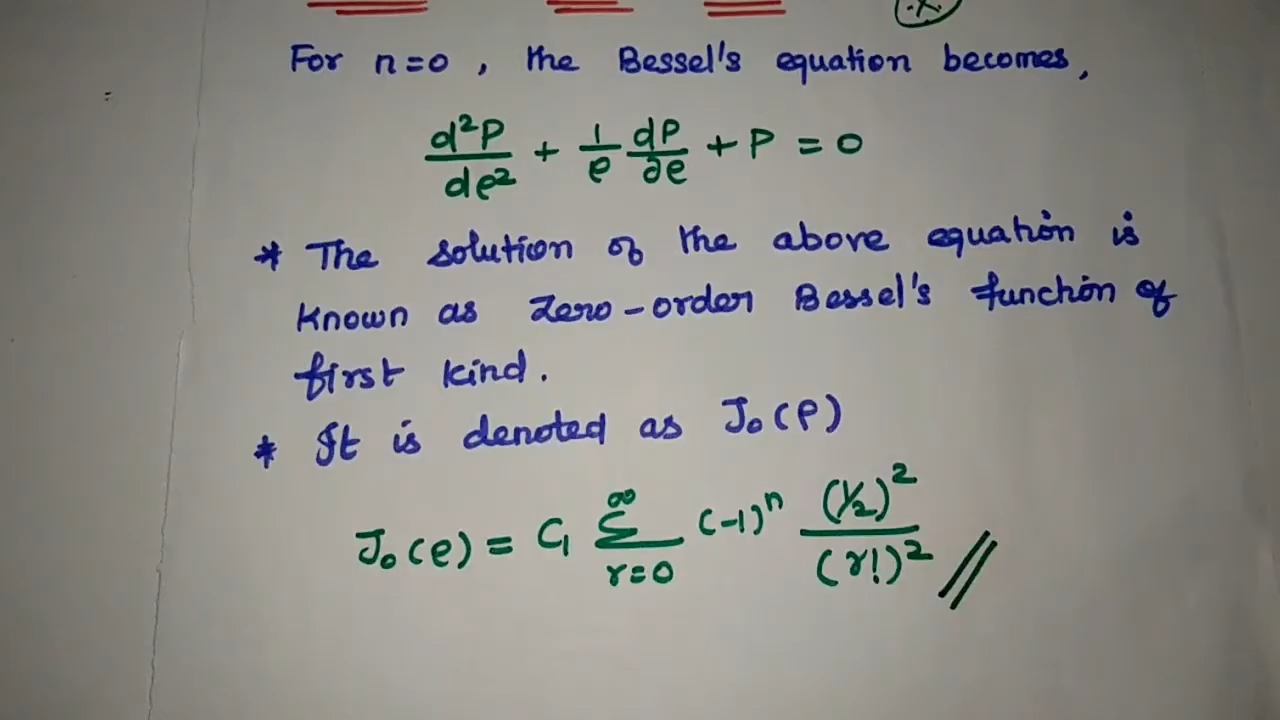 For n=0, the Bessel's equation becomes,
d²P/dρ² + 1/ρ dP/∂ρ + P = 0
* The solution of the above equation is
known as Zero-order Bessel's function of
first kind.
* It is denoted as J₀(ρ)
J₀(ρ) = C₁ ∑_{r=0}^{∞} (-1)ⁿ (1/2)²/(r!)² //